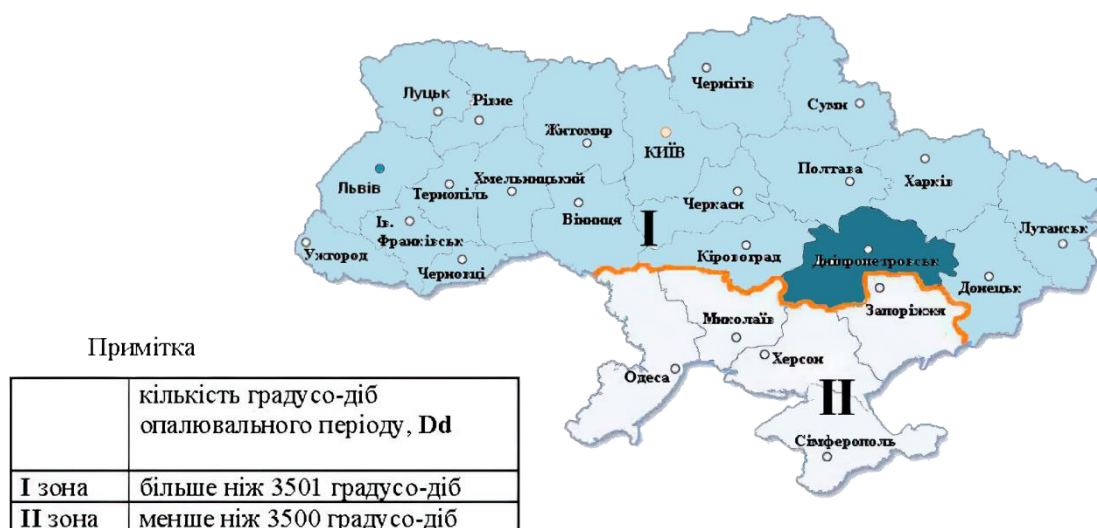 Чернігів
Луцьк
Рівне
Суми
Житомир
КИЇВ
Полтава
Харків
Львів
Тернопіль
Хмельницький
Черкаси
Вінниця
Ів.
Франківськ
I
Луганськ
Ужгород
Кіровоград
Дніпропетровськ
Чернovці
Донецьк
Запоріжжя
Миколаїв
Примітка
Херсон
Одеса
II
Сімферополь
кількість градусо-діб
опалювального періоду, Dd
I зона більше ніж 3501 градусо-діб
II зона менше ніж 3500 градусо-діб